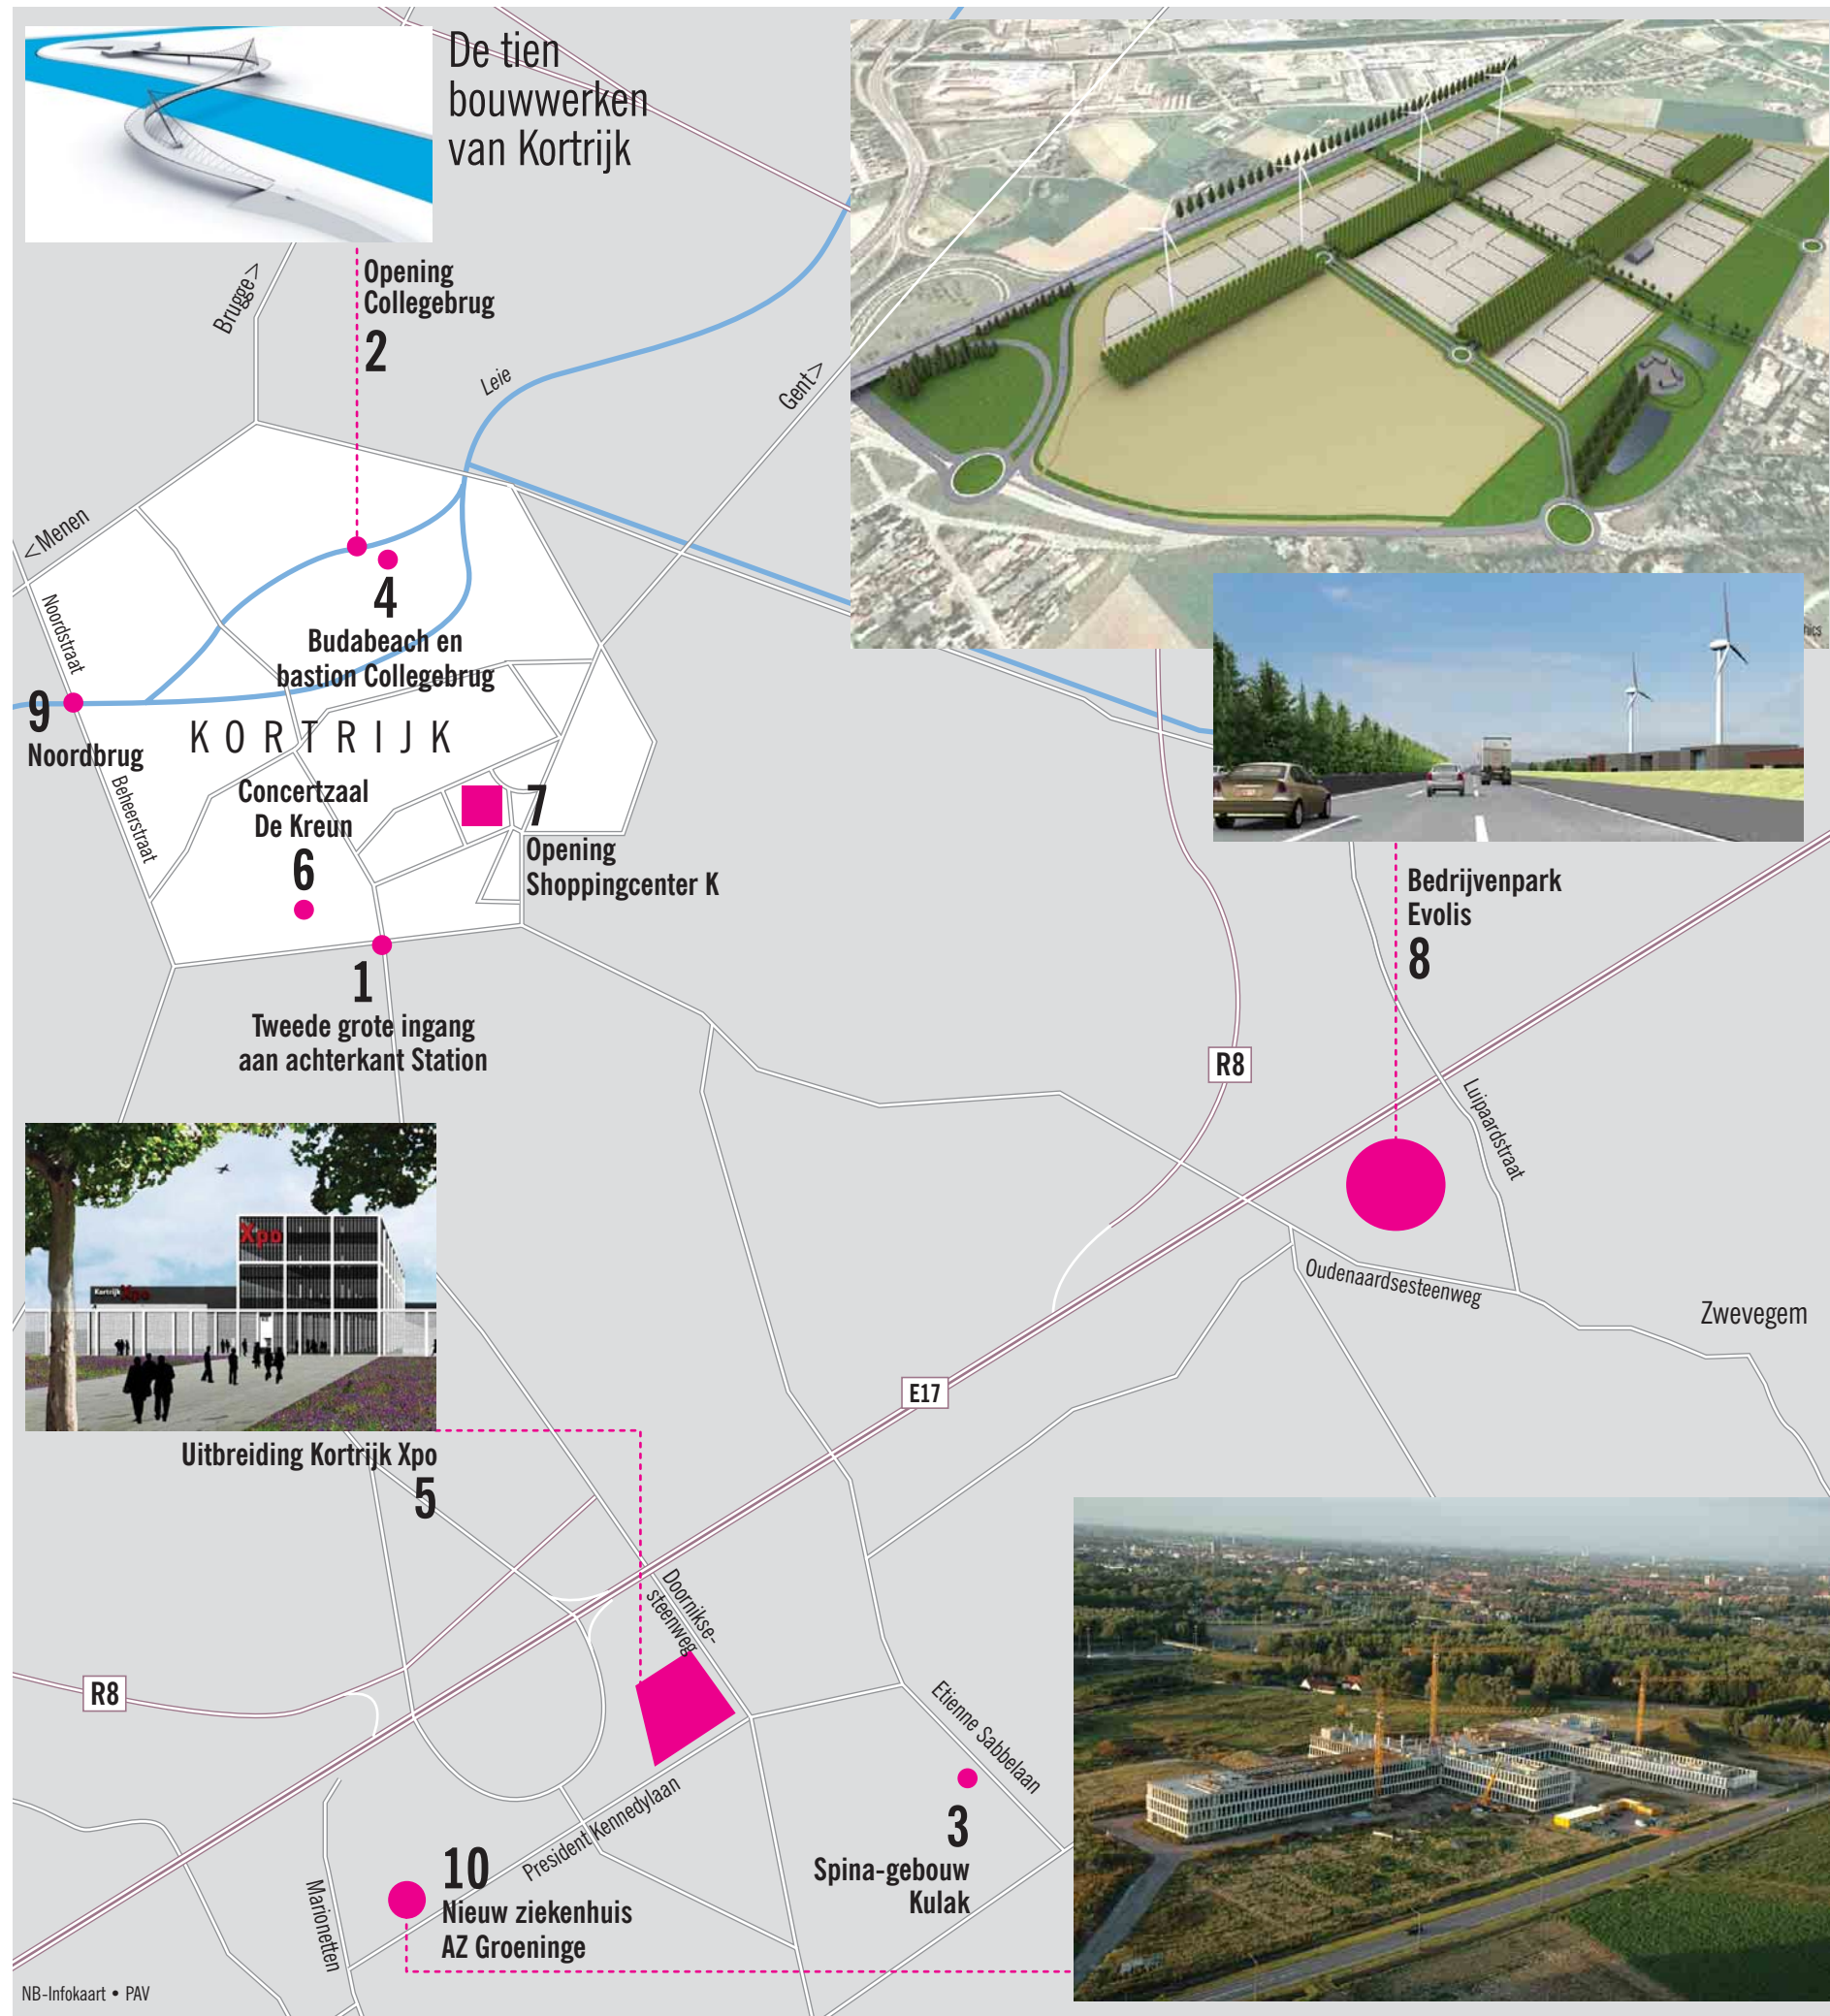 De tien
bouwwerken
van Kortrijk
Opening
Collegebrug
2
Brugge>
Leie
Gent>
<Menen
Noordstraat
4
Budabeach en
bastion Collegebrug
9
Noordbrug
KORTRIJK
Beheerstraat
Concertzaal
De Kreun
6
7
Opening
Shoppingcenter K
1
Tweede grote ingang
aan achterkant Station
Bedrijvenpark
Evolis
8
R8
Luipaardstraat
Oudenaardsesteenweg
Zwevegem
E17
Xpo
Kortrijk Xpo
Uitbreiding Kortrijk Xpo
5
Doornikse-
steenweg
R8
Etienne Sabbelaan
3
Spina-gebouw
Kulak
President Kennedylaan
10
Nieuw ziekenhuis
AZ Groeninge
Marionetten
NB-Infokaart • PAV